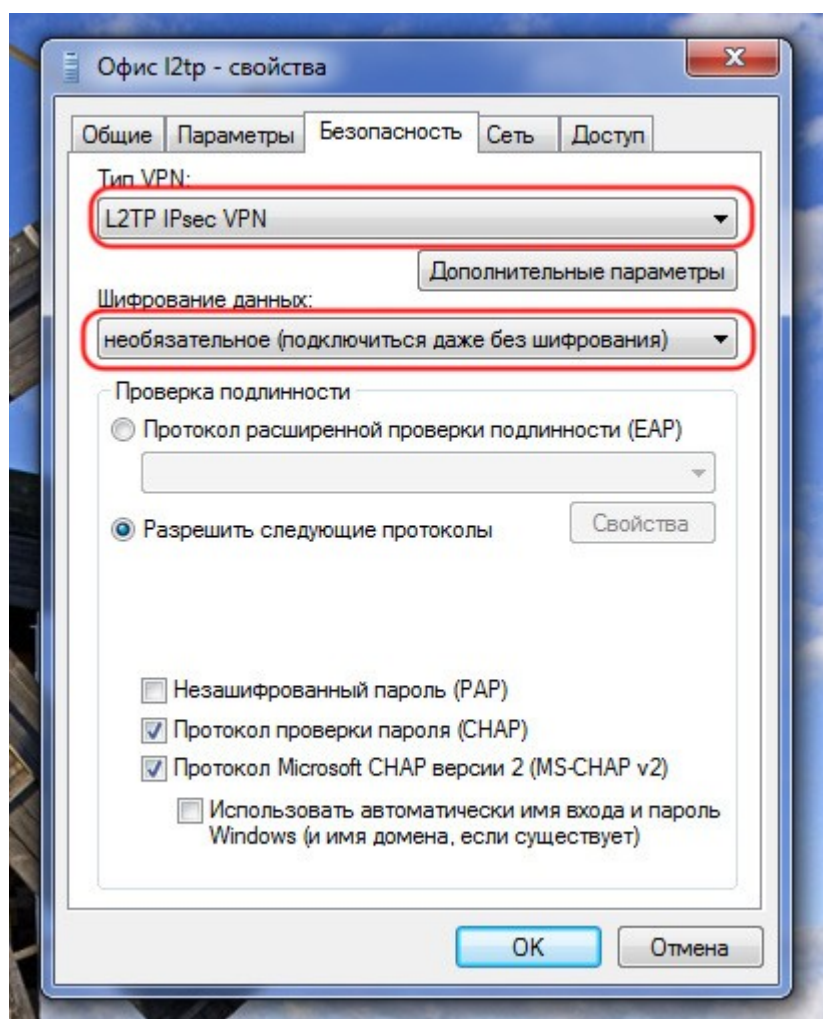 Офис l2tp - свойства
Общие Параметры Безопасность Сеть Доступ
Тип VPN:
L2TP IPsec VPN
Дополнительные параметры
Шифрование данных:
необязательное (подключиться даже без шифрования)
Проверка подлинности
Протокол расширенной проверки подлинности (EAP)
Разрешить следующие протоколы
Свойства
Незашифрованный пароль (PAP)
Протокол проверки пароля (CHAP)
Протокол Microsoft CHAP версии 2 (MS-CHAP v2)
Использовать автоматически имя входа и пароль
Windows (и имя домена, если существует)
OK Отмена